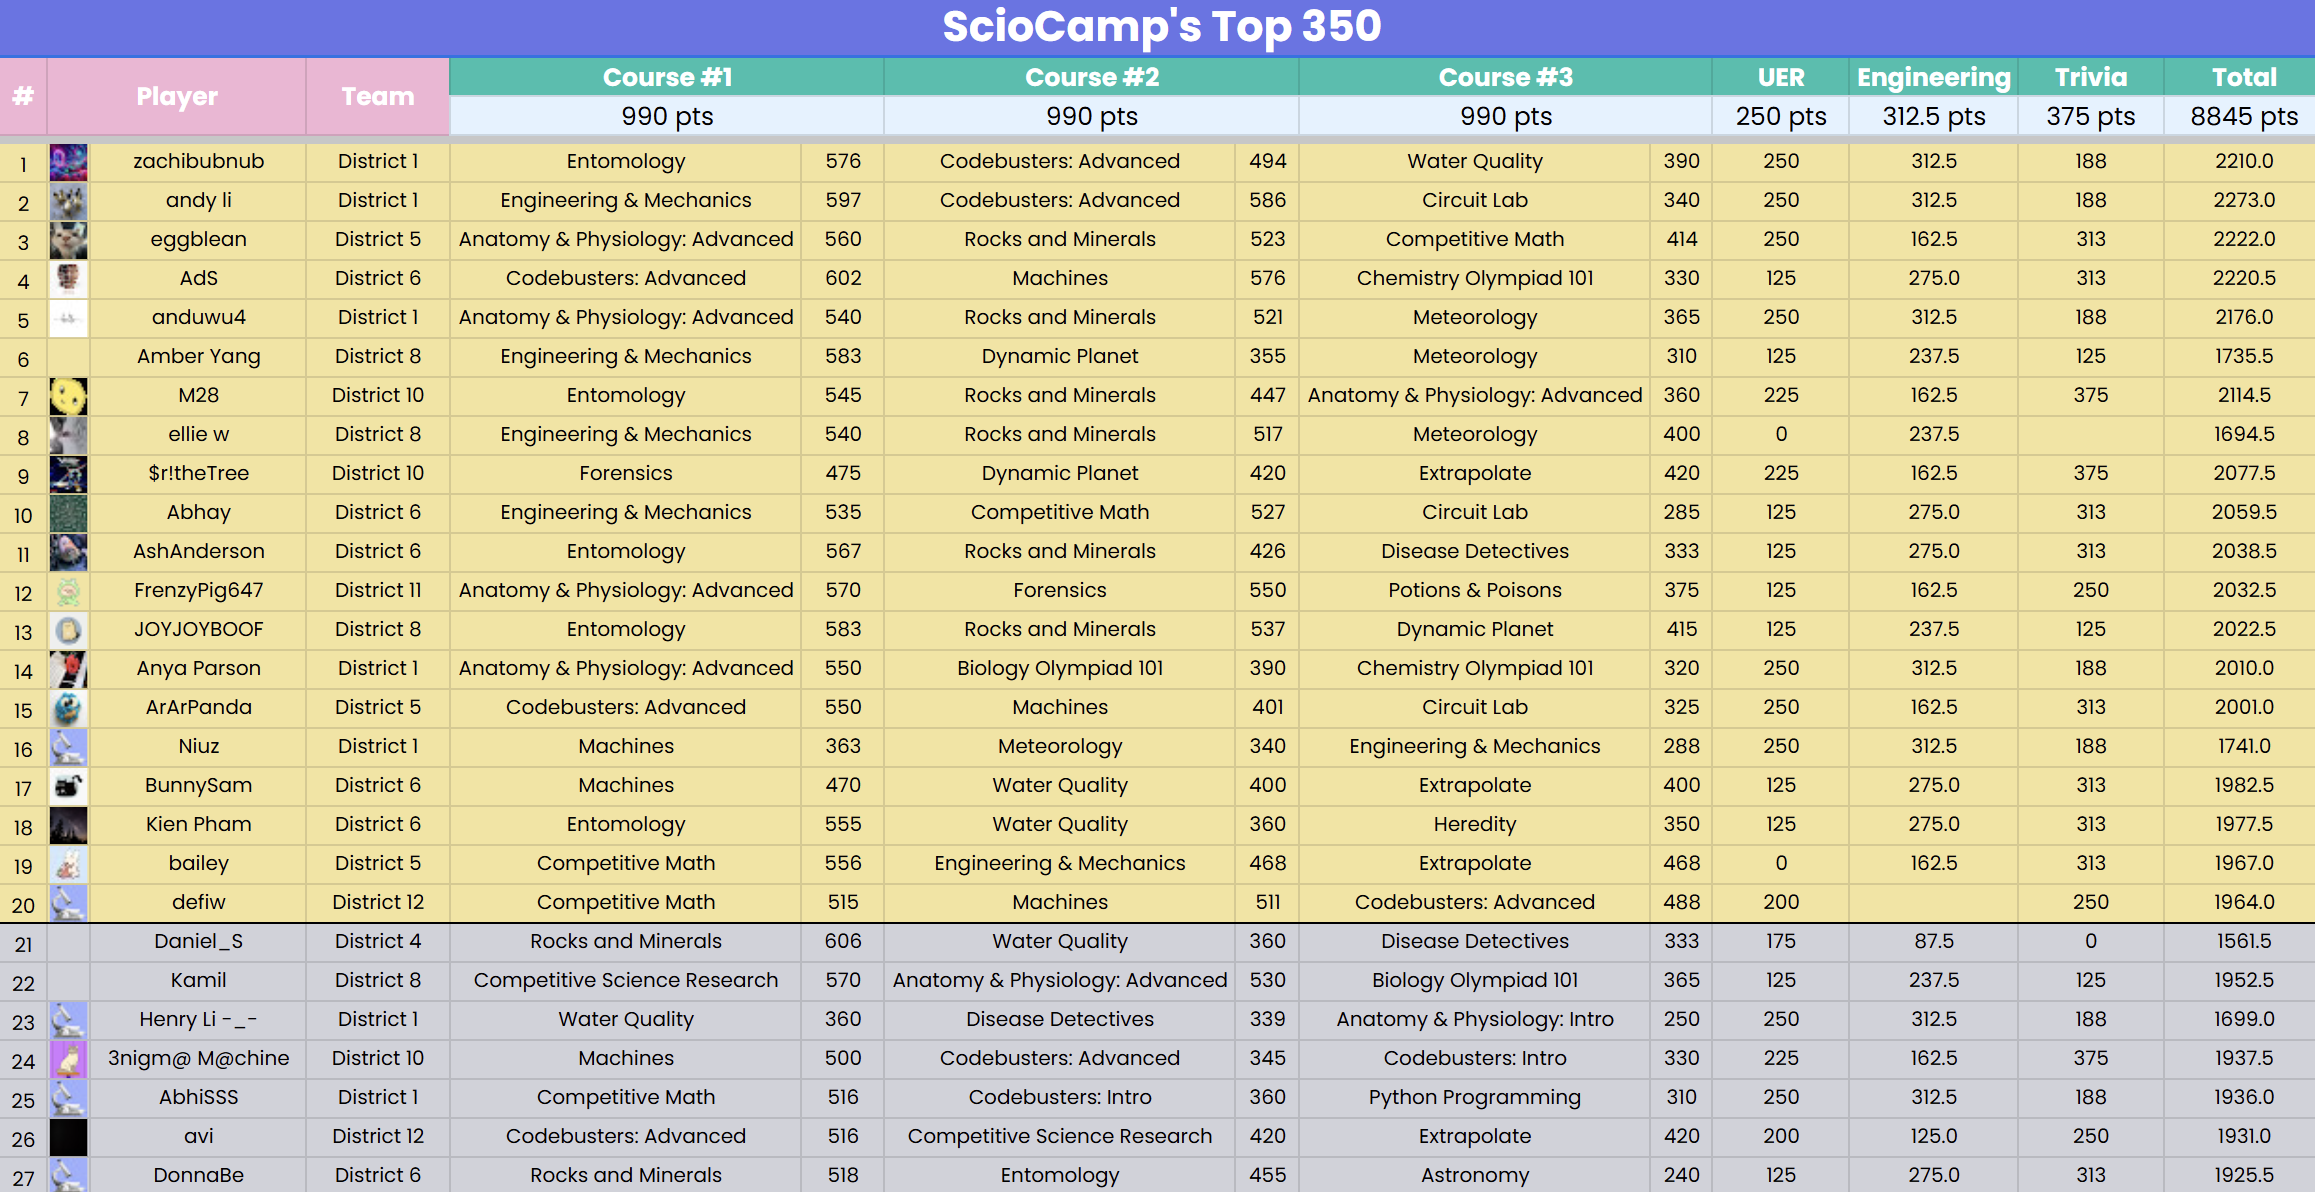 ScioCamp's Top 350
# Player Team Course #1 Course #2 Course #3 UER Engineering Trivia Total
990 pts 990 pts 990 pts 250 pts 312.5 pts 375 pts 8845 pts
1 zachibubnub District 1 Entomology 576 Codebusters: Advanced 494 Water Quality 390 250 312.5 188 2210.0
2 andy li District 1 Engineering & Mechanics 597 Codebusters: Advanced 586 Circuit Lab 340 250 312.5 188 2273.0
3 eggblean District 5 Anatomy & Physiology: Advanced 560 Rocks and Minerals 523 Competitive Math 414 250 162.5 313 2222.0
4 AdS District 6 Codebusters: Advanced 602 Machines 576 Chemistry Olympiad 101 330 125 275.0 313 2220.5
5 anduwu4 District 1 Anatomy & Physiology: Advanced 540 Rocks and Minerals 521 Meteorology 365 250 312.5 188 2176.0
6 Amber Yang District 8 Engineering & Mechanics 583 Dynamic Planet 355 Meteorology 310 125 237.5 125 1735.5
7 M28 District 10 Entomology 545 Rocks and Minerals 447 Anatomy & Physiology: Advanced 360 225 162.5 375 2114.5
8 ellie w District 8 Engineering & Mechanics 540 Rocks and Minerals 517 Meteorology 400 0 237.5 1694.5
9 $r!theTree District 10 Forensics 475 Dynamic Planet 420 Extrapolate 420 225 162.5 375 2077.5
10 Abhay District 6 Engineering & Mechanics 535 Competitive Math 527 Circuit Lab 285 125 275.0 313 2059.5
11 AshAnderson District 6 Entomology 567 Rocks and Minerals 426 Disease Detectives 333 125 275.0 313 2038.5
12 FrenzyPig647 District 11 Anatomy & Physiology: Advanced 570 Forensics 550 Potions & Poisons 375 125 162.5 250 2032.5
13 JOYJOYBOOF District 8 Entomology 583 Rocks and Minerals 537 Dynamic Planet 415 125 237.5 125 2022.5
14 Anya Parson District 1 Anatomy & Physiology: Advanced 550 Biology Olympiad 101 390 Chemistry Olympiad 101 320 250 312.5 188 2010.0
15 ArArPanda District 5 Codebusters: Advanced 550 Machines 401 Circuit Lab 325 250 162.5 313 2001.0
16 Niuz District 1 Machines 363 Meteorology 340 Engineering & Mechanics 288 250 312.5 188 1741.0
17 BunnySam District 6 Machines 470 Water Quality 400 Extrapolate 400 125 275.0 313 1982.5
18 Kien Pham District 6 Entomology 555 Water Quality 360 Heredity 350 125 275.0 313 1977.5
19 bailey District 5 Competitive Math 556 Engineering & Mechanics 468 Extrapolate 468 0 162.5 313 1967.0
20 defiw District 12 Competitive Math 515 Machines 511 Codebusters: Advanced 488 200 250 1964.0
21 Daniel_S District 4 Rocks and Minerals 606 Water Quality 360 Disease Detectives 333 175 87.5 0 1561.5
22 Kamil District 8 Competitive Science Research 570 Anatomy & Physiology: Advanced 530 Biology Olympiad 101 365 125 237.5 125 1952.5
23 Henry Li -_- District 1 Water Quality 360 Disease Detectives 339 Anatomy & Physiology: Intro 250 250 312.5 188 1699.0
24 3nigm@ M@chine District 10 Machines 500 Codebusters: Advanced 345 Codebusters: Intro 330 225 162.5 375 1937.5
25 AbhiSSS District 1 Competitive Math 516 Codebusters: Intro 360 Python Programming 310 250 312.5 188 1936.0
26 avi District 12 Codebusters: Advanced 516 Competitive Science Research 420 Extrapolate 420 200 125.0 250 1931.0
27 DonnaBe District 6 Rocks and Minerals 518 Entomology 455 Astronomy 240 125 275.0 313 1925.5